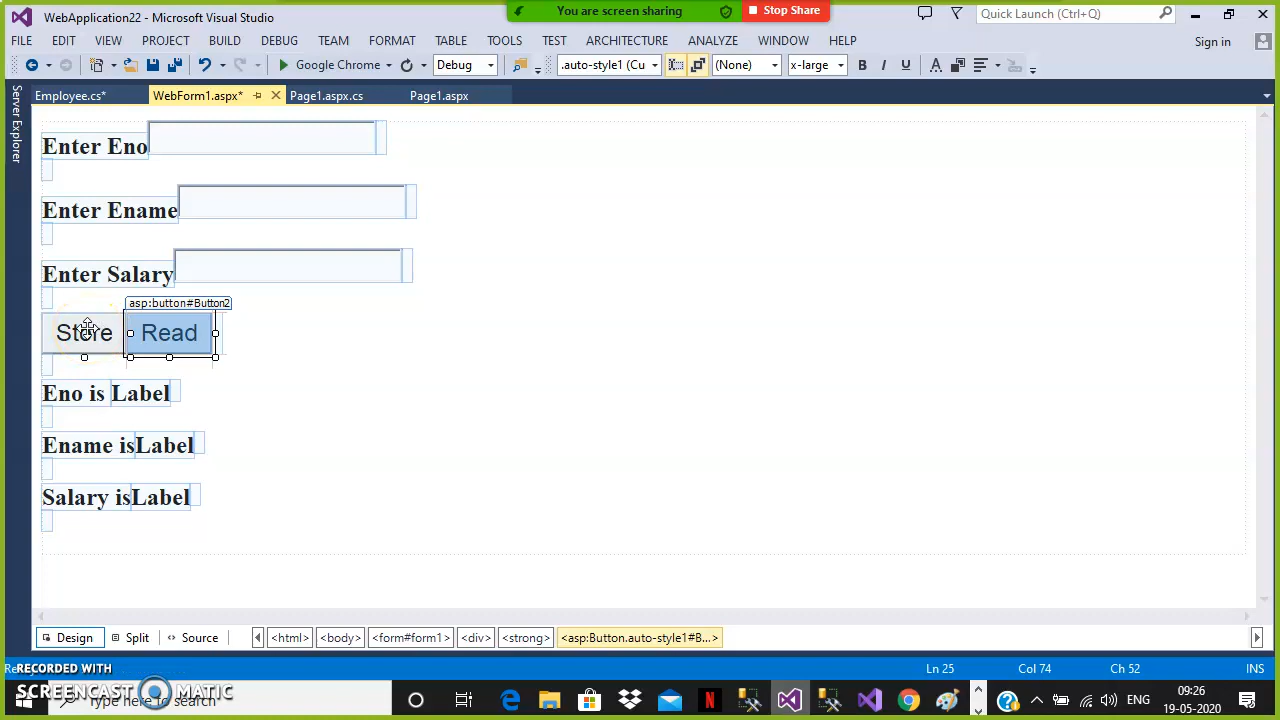 WebApplication22 - Microsoft Visual Studio
You are screen sharing
Stop Share
Quick Launch (Ctrl+Q)
FILE EDIT VIEW PROJECT BUILD DEBUG TEAM FORMAT TABLE TOOLS TEST ARCHITECTURE ANALYZE WINDOW HELP
Sign in
Google Chrome
Debug
.auto-style1 (Cu
(None)
x-large
B I U A
Server Explorer
Employee.cs*
WebForm1.aspx*
Page1.aspx.cs
Page1.aspx
Enter Eno
Enter Ename
Enter Salary
asp:button#Button2
Store Read
Eno is Label
Ename isLabel
Salary isLabel
Design Split Source
<html> <body> <form#form1> <div> <strong> <asp:Button.auto-style1#B...>
Ln 25 Col 74 Ch 52 INS
RECORDED WITH
SCREENCAST MATIC
Type here to search
ENG
09:26
19-05-2020